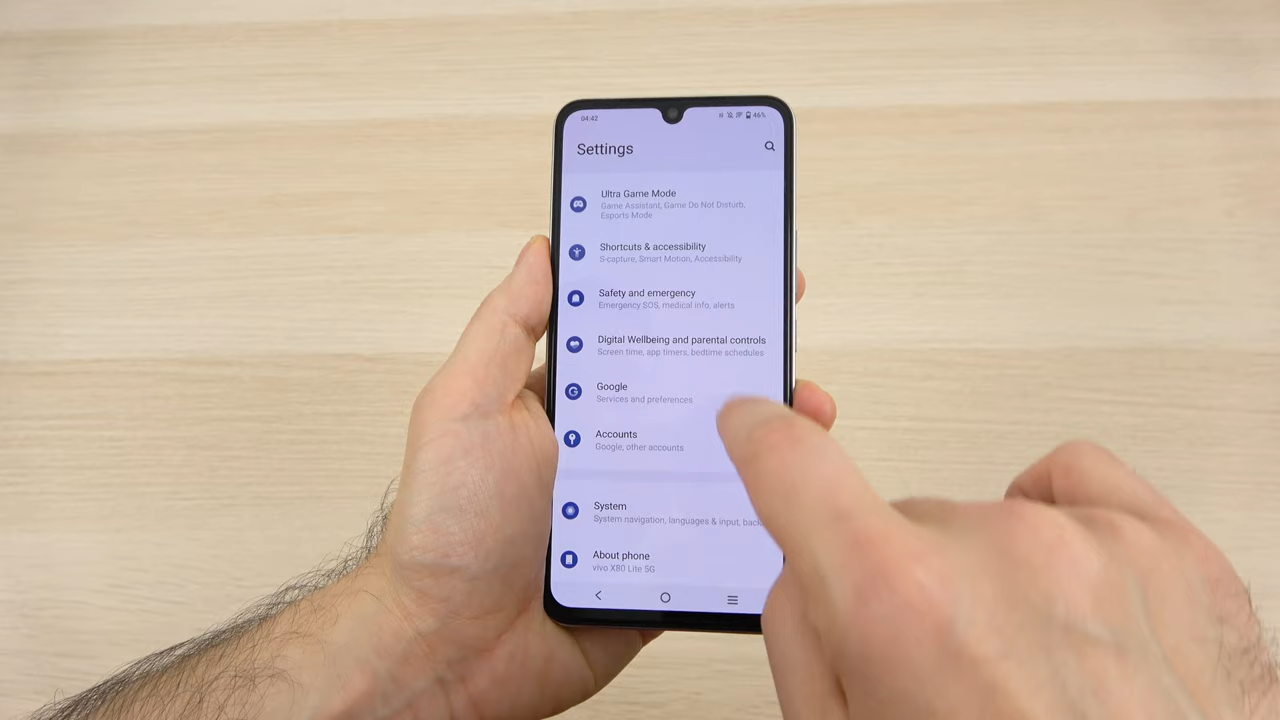 04:42
46%
Settings
Ultra Game Mode
Game Assistant, Game Do Not Disturb,
Esports Mode
Shortcuts & accessibility
S-capture, Smart Motion, Accessibility
Safety and emergency
Emergency SOS, medical info, alerts
Digital Wellbeing and parental controls
Screen time, app timers, bedtime schedules
Google
Services and preferences
Accounts
Google, other accounts
System
System navigation, languages & input, back
About phone
vivo X80 Lite 5G